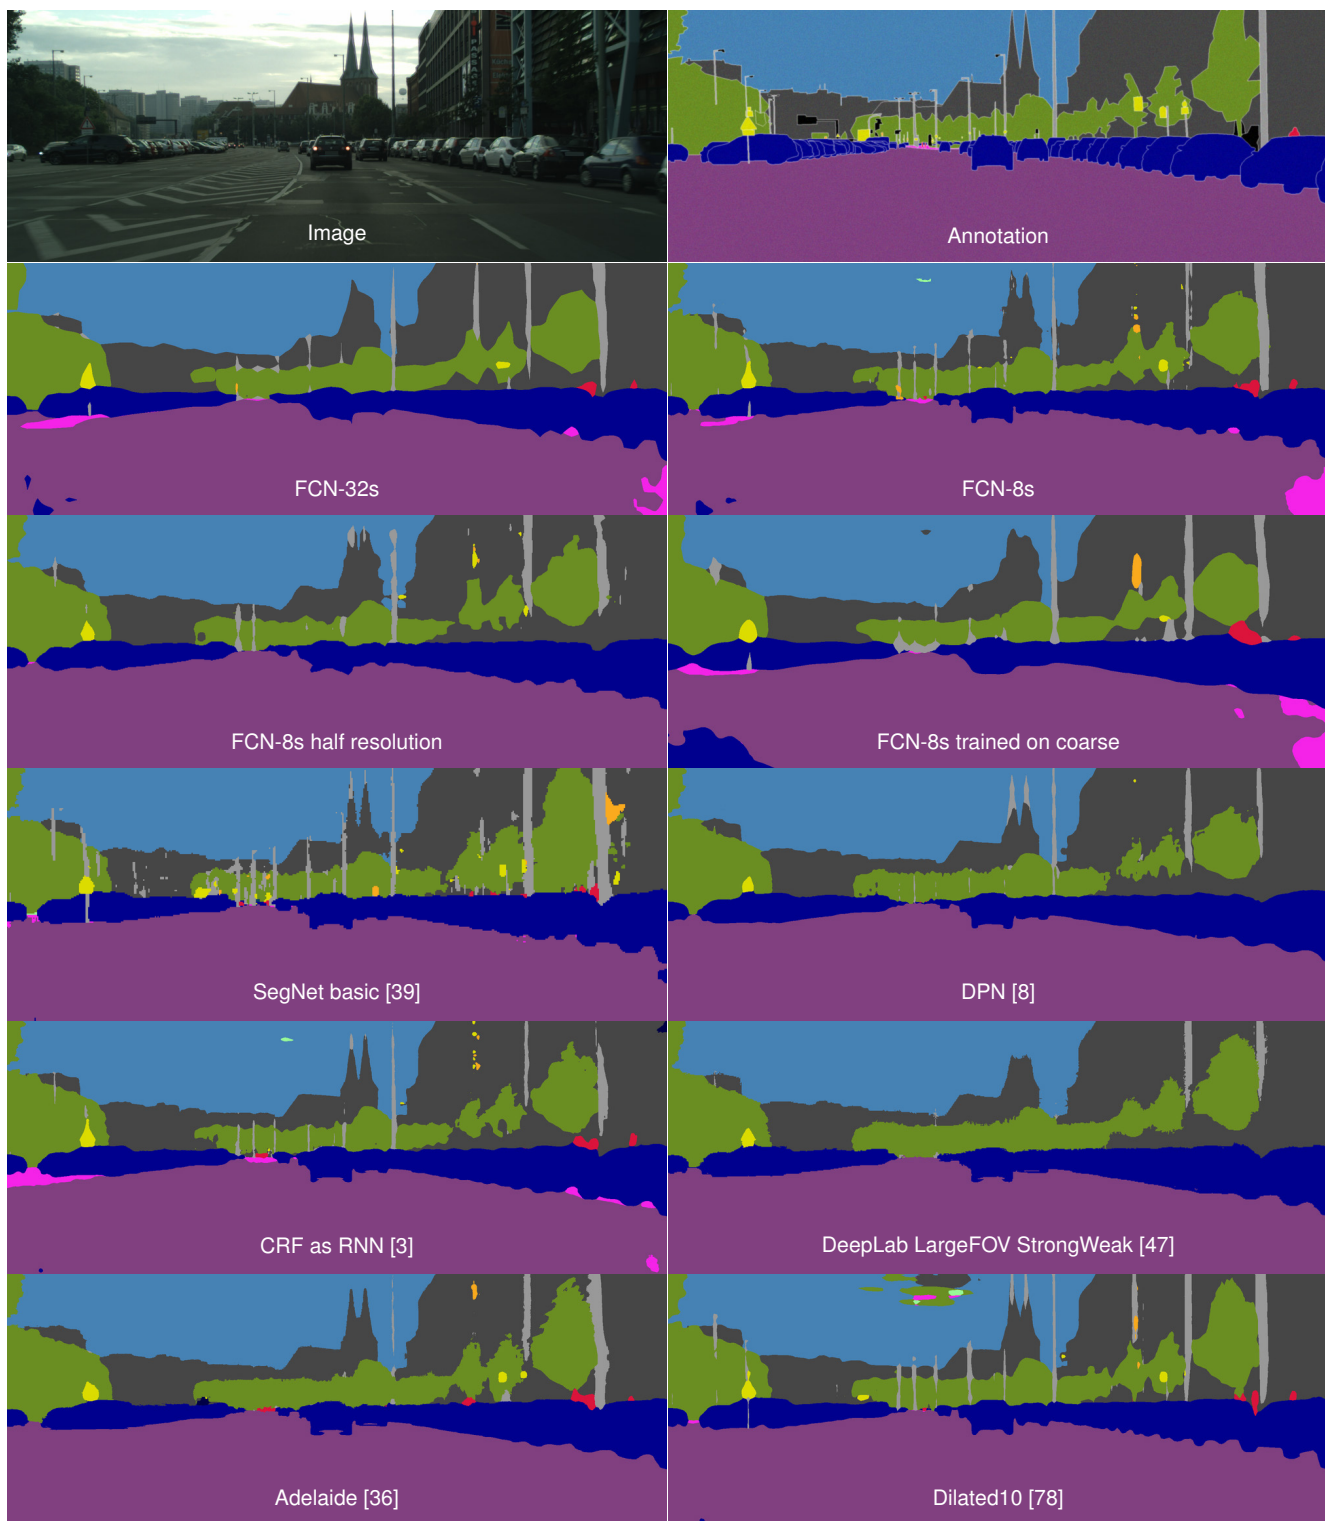 Image
Annotation
FCN-32s
FCN-8s
FCN-8s half resolution
FCN-8s trained on coarse
SegNet basic [39]
DPN [8]
CRF as RNN [3]
DeepLab LargeFOV StrongWeak [47]
Adelaide [36]
Dilated10 [78]